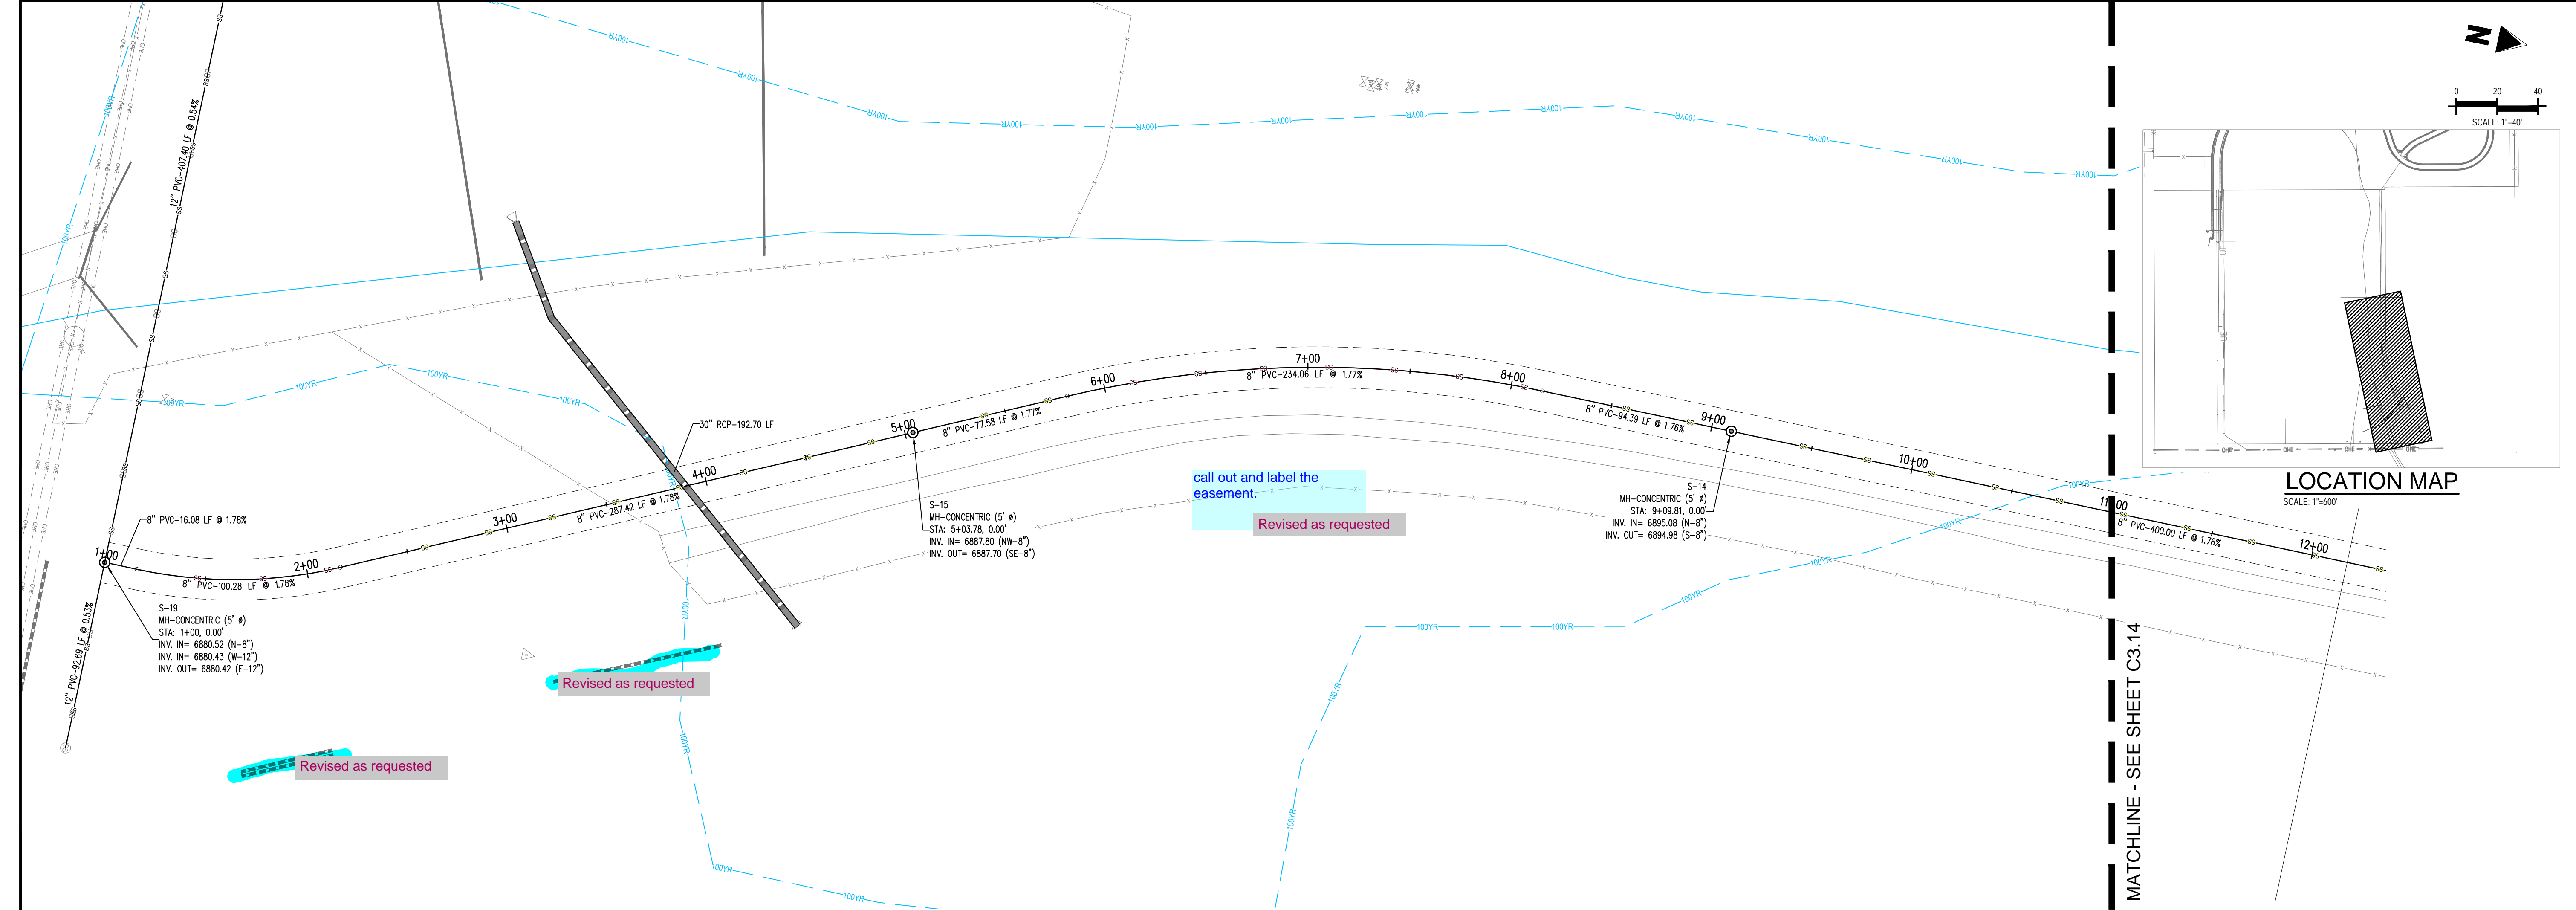 N
0 20 40
SCALE: 1"=40'
12" PVC-407.40 LF @ 0.54%
30" RCP-192.70 LF
8" PVC-16.08 LF @ 1.78%
1+00
2+00
3+00
4+00
5+00
6+00
7+00
8+00
9+00
10+00
11+00
12+00
8" PVC-100.28 LF @ 1.78%
8" PVC-287.42 LF @ 1.78%
8" PVC-77.58 LF @ 1.77%
8" PVC-234.06 LF @ 1.77%
8" PVC-94.39 LF @ 1.76%
8" PVC-400.00 LF @ 1.76%
12" PVC-92.69 LF @ 0.53%
S-19
MH-CONCENTRIC (5' ø)
STA: 1+00, 0.00'
INV. IN= 6880.52 (N-8")
INV. IN= 6880.43 (W-12")
INV. OUT= 6880.42 (E-12")
S-15
MH-CONCENTRIC (5' ø)
STA: 5+03.78, 0.00'
INV. IN= 6887.80 (NW-8")
INV. OUT= 6887.70 (SE-8")
call out and label the
easement.
Revised as requested
S-14
MH-CONCENTRIC (5' ø)
STA: 9+09.81, 0.00'
INV. IN= 6895.08 (N-8")
INV. OUT= 6894.98 (S-8")
Revised as requested
Revised as requested
MATCHLINE - SEE SHEET C3.14
LOCATION MAP
SCALE: 1"=600'
100YR
SS
OHE
X